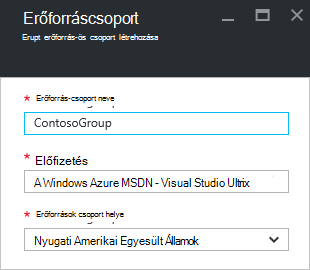 Erőforráscsoport
Erupt erőforrás-ös csoport létrehozása
* Erőforrás-csoport neve
ContosoGroup
* Előfizetés
A Windows Azure MSDN - Visual Studio Ultrix
* Erőforrások csoport helye
Nyugati Amerikai Egyesült Államok